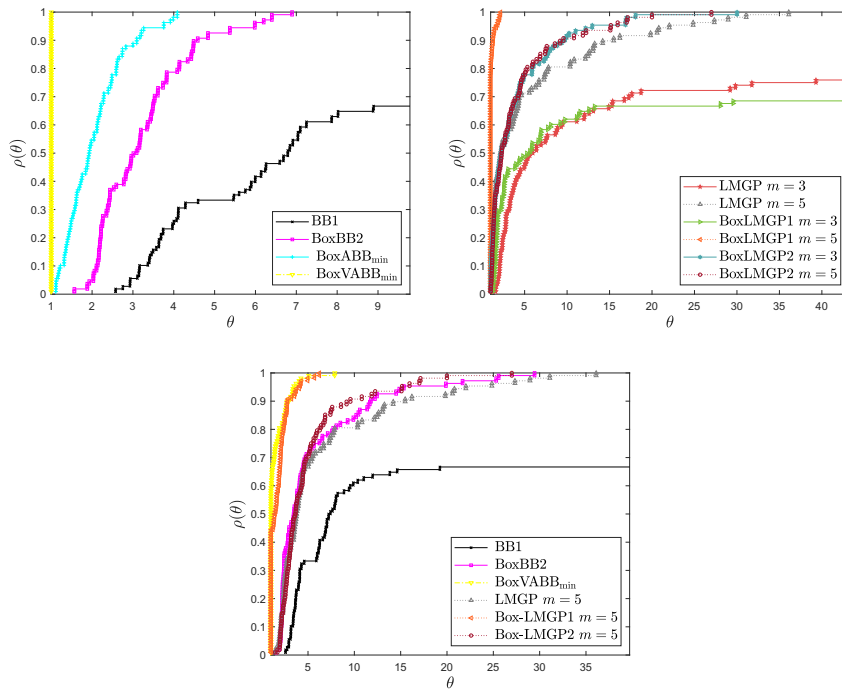 1
0.9
0.8
0.7
0.6
0.5
0.4
0.3
0.2
0.1
0
ρ(θ)
1 2 3 4 5 6 7 8 9
θ
BB1
BoxBB2
BoxABB_min
BoxVABB_min
1
0.9
0.8
0.7
0.6
0.5
0.4
0.3
0.2
0.1
0
ρ(θ)
5 10 15 20 25 30 35 40
θ
LMGP m = 3
LMGP m = 5
BoxLMGP1 m = 3
BoxLMGP1 m = 5
BoxLMGP2 m = 3
BoxLMGP2 m = 5
1
0.9
0.8
0.7
0.6
0.5
0.4
0.3
0.2
0.1
0
ρ(θ)
5 10 15 20 25 30 35
θ
BB1
BoxBB2
BoxVABB_min
LMGP m = 5
Box-LMGP1 m = 5
Box-LMGP2 m = 5